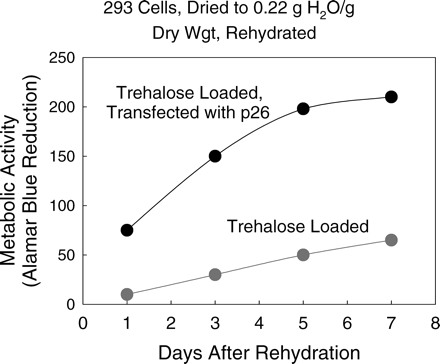 293 Cells, Dried to 0.22 g H₂O/g
Dry Wgt, Rehydrated
Metabolic Activity
(Alamar Blue Reduction)
250
200
150
100
50
0
Trehalose Loaded,
Transfected with p26
Trehalose Loaded
0 1 2 3 4 5 6 7 8
Days After Rehydration